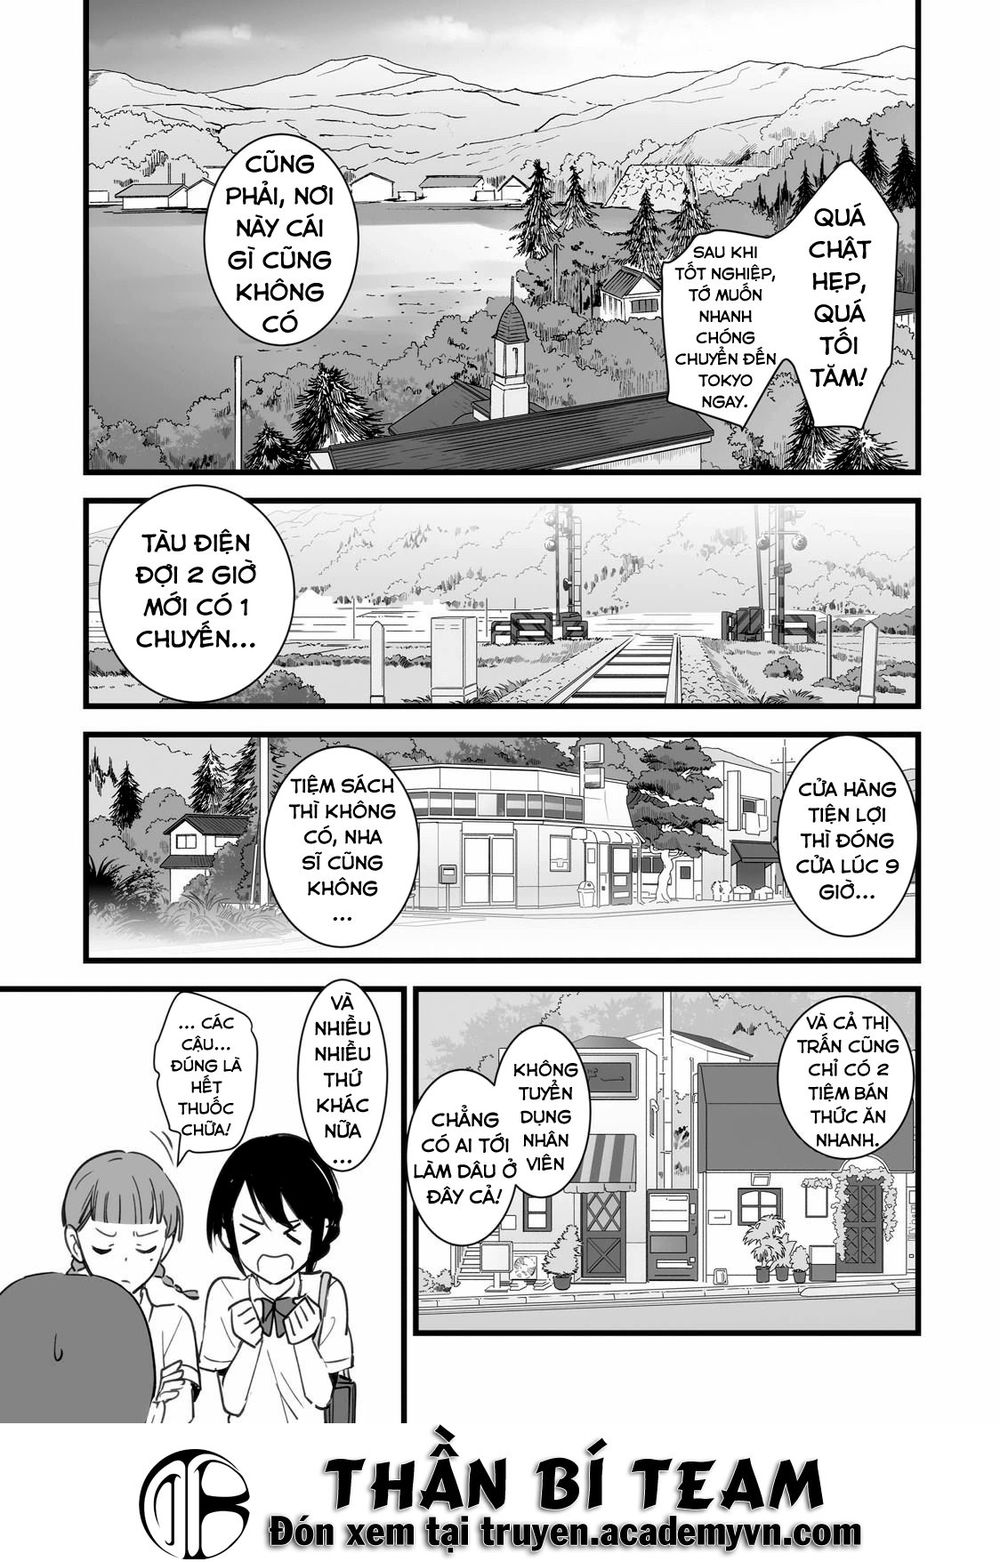 QUÁ
CHẬT
HẸP,
QUÁ
TỐI
TĂM!
SAU KHI
TỐT NGHIỆP,
TỚ MUỐN
NHANH
CHÓNG
CHUYỂN ĐẾN
TOKYO
NGAY.
CŨNG
PHẢI, NƠI
NÀY CÁI
GÌ CŨNG
KHÔNG
CÓ
TÀU ĐIỆN
ĐỢI 2 GIỜ
MỚI CÓ 1
CHUYẾN...
CỬA HÀNG
TIỆN LỢI
THÌ ĐÓNG
CỬA LÚC 9
GIỜ...
TIỆM SÁCH
THÌ KHÔNG
CÓ, NHA
SĨ CŨNG
KHÔNG
...
VÀ CẢ THỊ
TRẤN CŨNG
CHỈ CÓ 2
TIỆM BÁN
THỨC ĂN
NHANH.
KHÔNG
TUYỂN
DỤNG
NHÂN
VIÊN
CHẲNG
CÓ AI TỚI
LÀM DÂU Ở
ĐÂY CẢ!
VÀ
NHIỀU
NHIỀU
THỨ
KHÁC
NỮA
...
... CÁC
CẬU...
ĐÚNG LÀ
HẾT
THUỐC
CHỮA!
THẦN BÍ TEAM
Đón xem tại truyen.academyvn.com